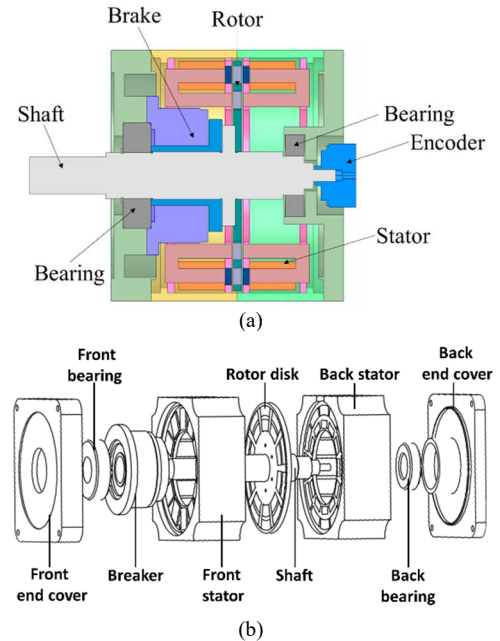 Brake
Rotor
Shaft
Bearing
Encoder
Bearing
Stator
(a)
Front
bearing
Rotor disk
Back stator
Back
end cover
Front
end cover
Breaker
Front
stator
Shaft
Back
bearing
(b)